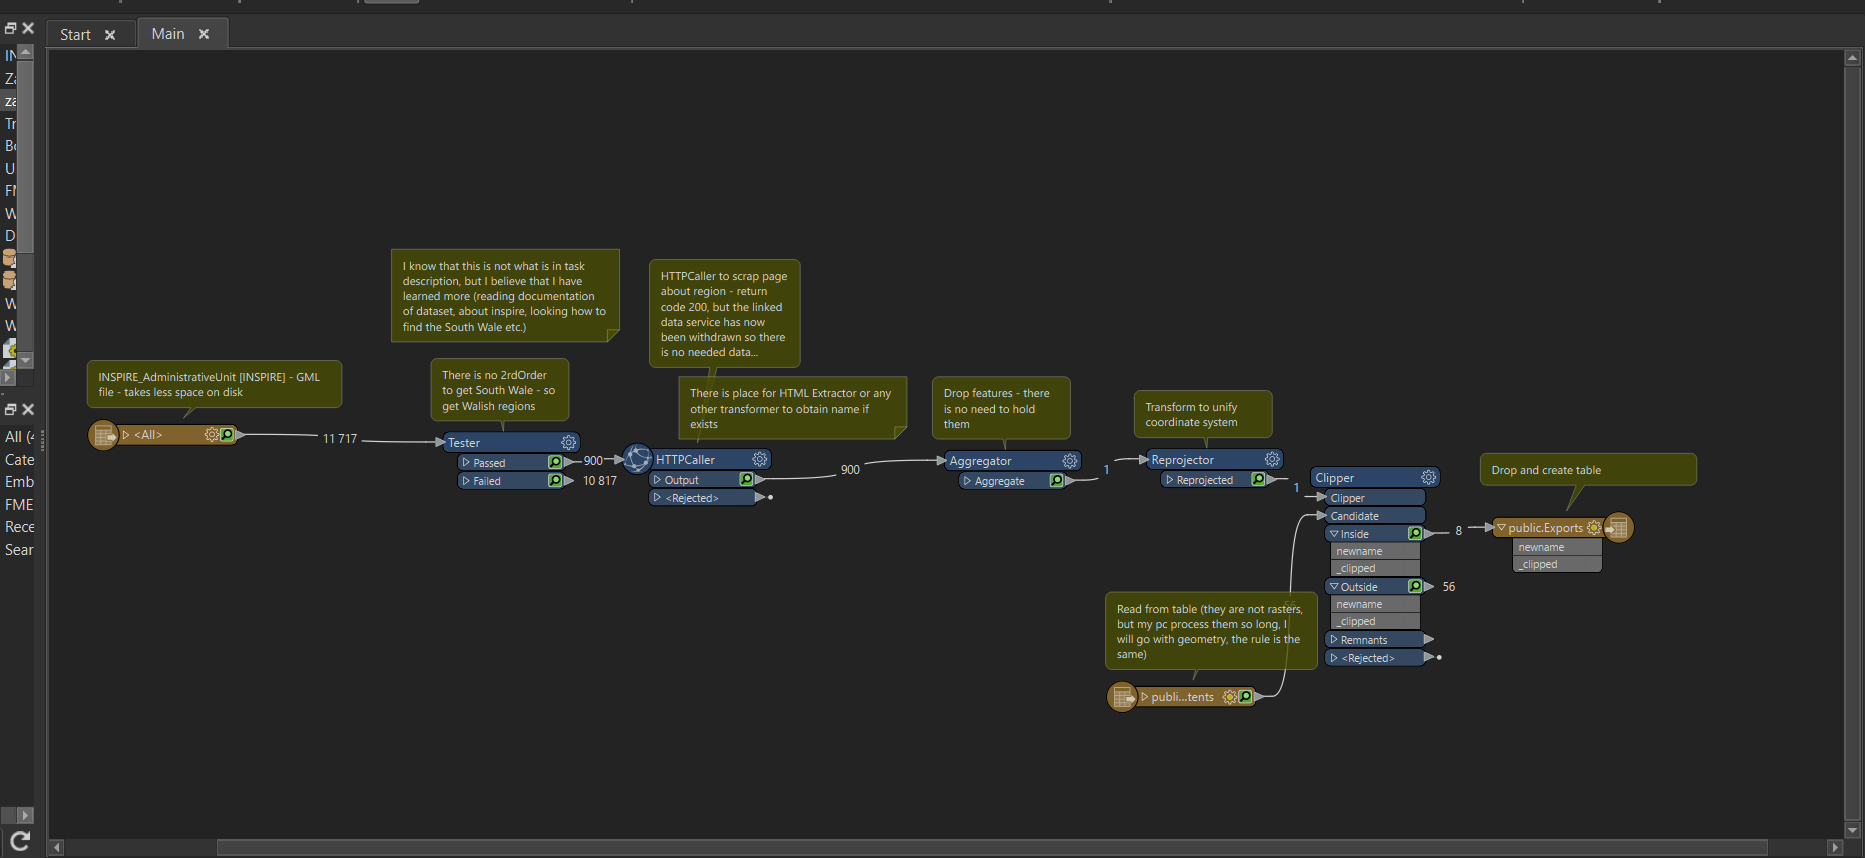 Start
Main
IN
Za
za
Tr
Bo
U
FM
W
D
W
W
All (4
Cate
Emb
FME
Rece
Sear
I know that this is not what is in task
description, but I believe that I have
learned more (reading documentation
of dataset, about inspire, looking how to
find the South Wale etc.)
HTTPCaller to scrap page
about region - return
code 200, but the linked
data service has now
been withdrawn so there
is no needed data...
INSPIRE_AdministrativeUnit [INSPIRE] - GML
file - takes less space on disk
There is no 2rdOrder
to get South Wale - so
get Walish regions
There is place for HTML Extractor or any
other transformer to obtain name if
exists
Drop features - there
is no need to hold
them
Transform to unify
coordinate system
Drop and create table
<All>
11 717
Tester
Passed
Failed
900
10 817
HTTPCaller
Output
<Rejected>
900
Aggregator
Aggregate
1
Reprojector
Reprojected
1
Clipper
Clipper
Candidate
Inside
newname
_clipped
Outside
newname
_clipped
Remnants
<Rejected>
8
56
public.Exports
newname
_clipped
56
Read from table (they are not rasters,
but my pc process them so long, I
will go with geometry, the rule is the
same)
publi...tents